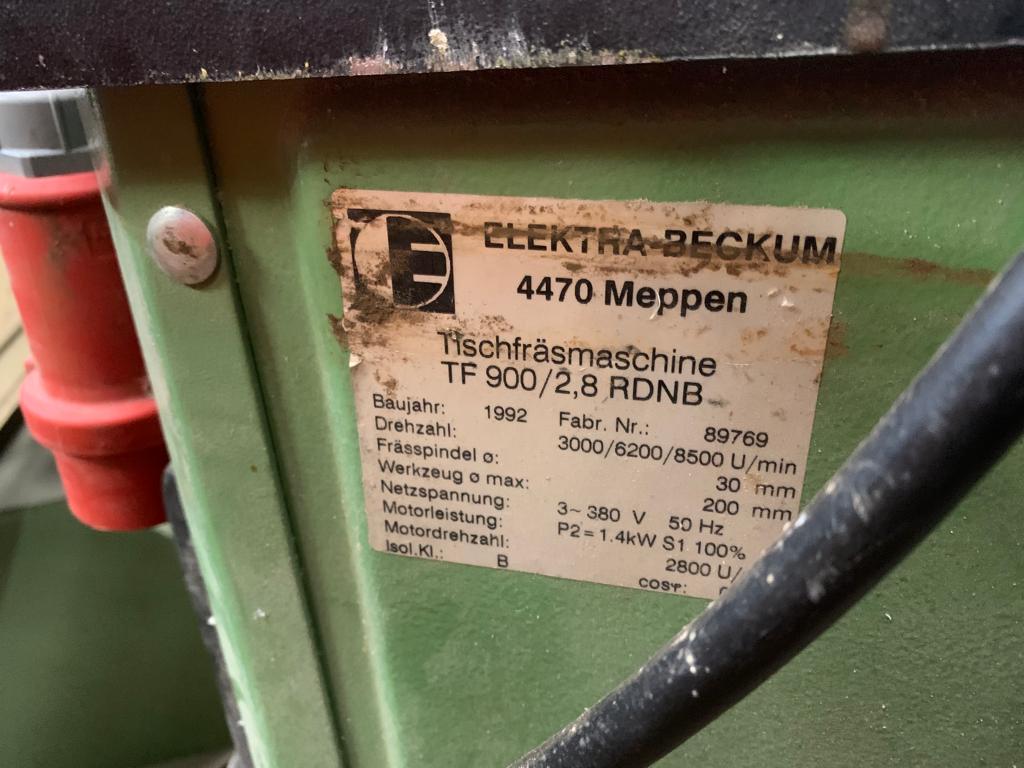 E ELEKTRA-BECKUM
4470 Meppen
Tischfräsmaschine
TF 900/2,8 RDNB
Baujahr: 1992 Fabr. Nr.: 89769
Drehzahl: 3000/6200/8500 U/min
Frässpindel ø: 30 mm
Werkzeug ø max: 200 mm
Netzspannung: 3~ 380 V 50 Hz
Motorleistung: P2=1.4kW S1 100%
Motordrehzahl: 2800 U/
Isol.Kl.: B cosφ: